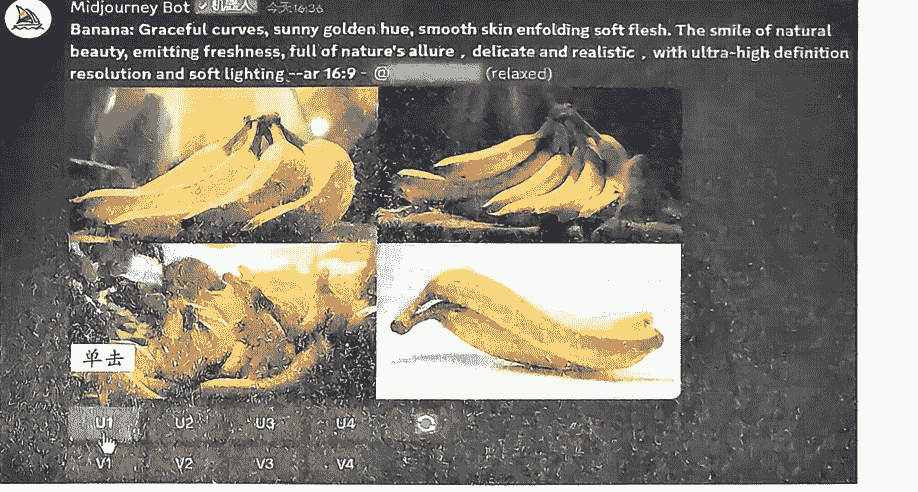 Midjourney Bot ✓机器人 今天16:36
Banana: Graceful curves, sunny golden hue, smooth skin enfolding soft flesh. The smile of natural
beauty, emitting freshness, full of nature's allure , delicate and realistic , with ultra-high definition
resolution and soft lighting --ar 16:9 - @ (relaxed)
单击
U1 U2 U3 U4
V1 V2 V3 V4